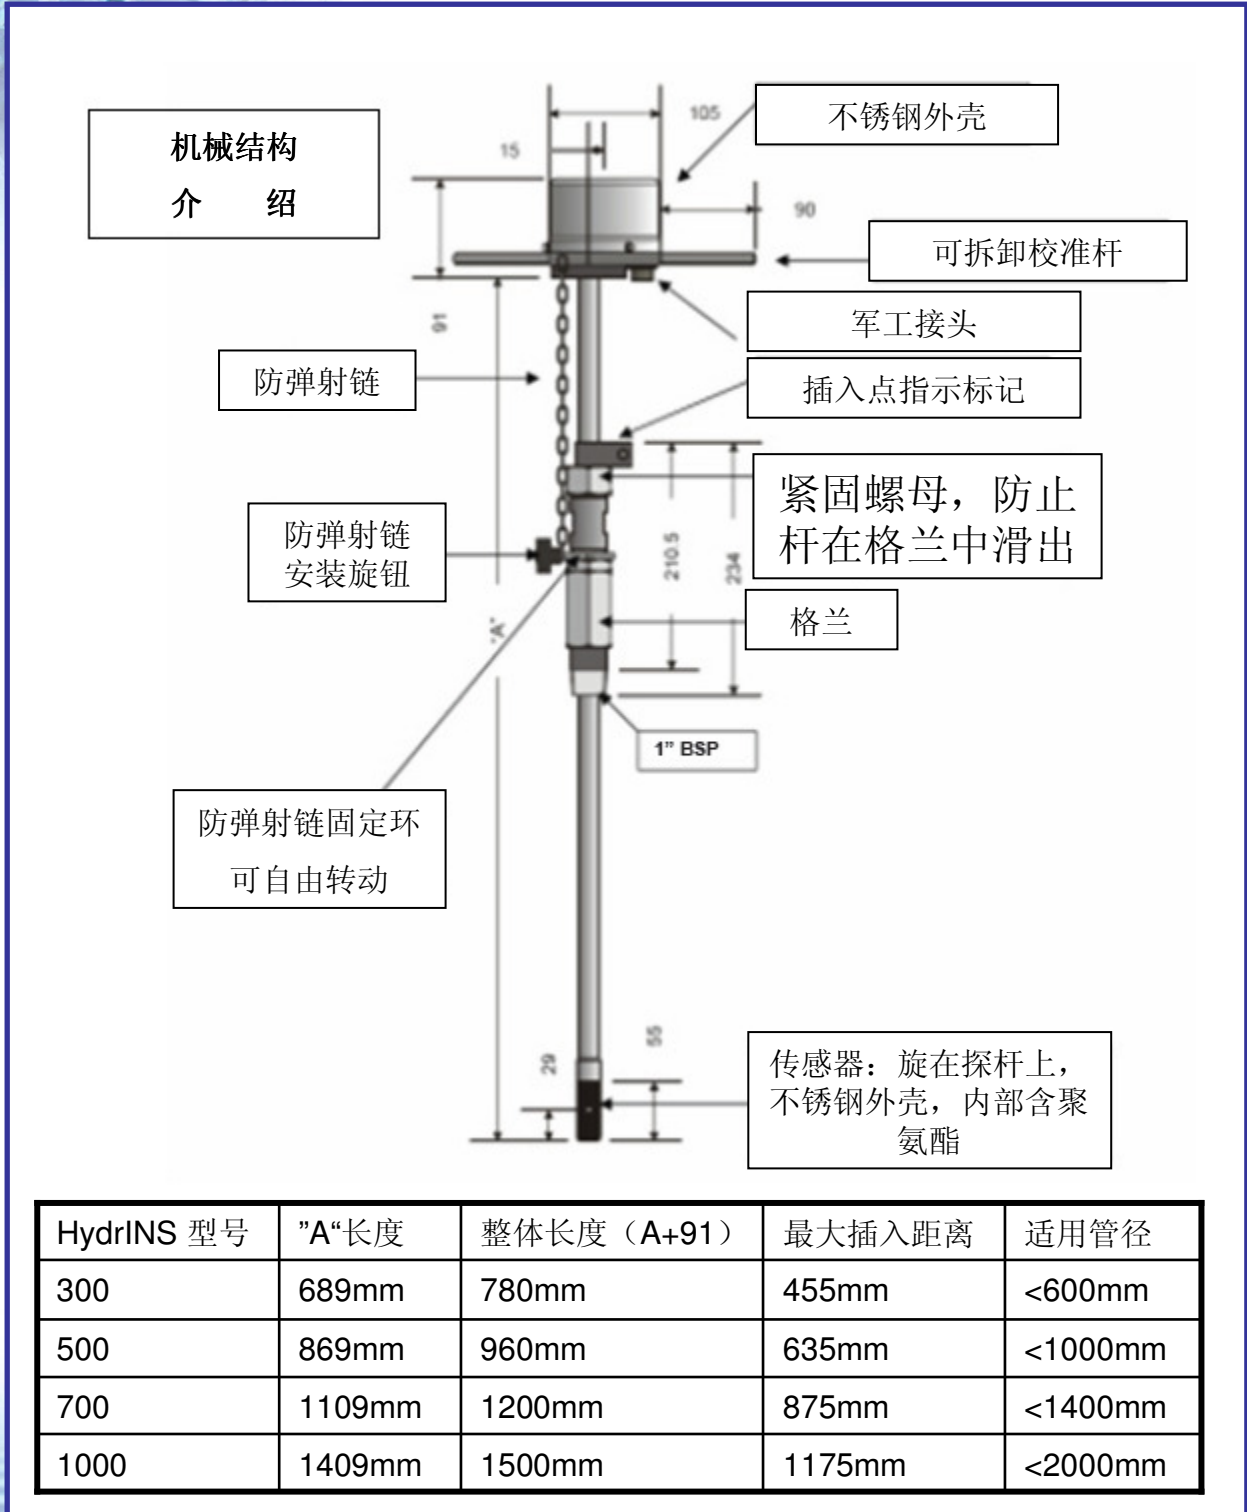 机械结构
介 绍
105
不锈钢外壳
15
90
可拆卸校准杆
91
军工接头
防弹射链
插入点指示标记
紧固螺母，防止
杆在格兰中滑出
防弹射链
安装旋钮
210.5
234
格兰
"A"
1” BSP
防弹射链固定环
可自由转动
55
29
传感器：旋在探杆上，
不锈钢外壳，内部含聚
氨酯
HydrINS 型号 ”A“长度 整体长度（A+91） 最大插入距离 适用管径
300 689mm 780mm 455mm <600mm
500 869mm 960mm 635mm <1000mm
700 1109mm 1200mm 875mm <1400mm
1000 1409mm 1500mm 1175mm <2000mm